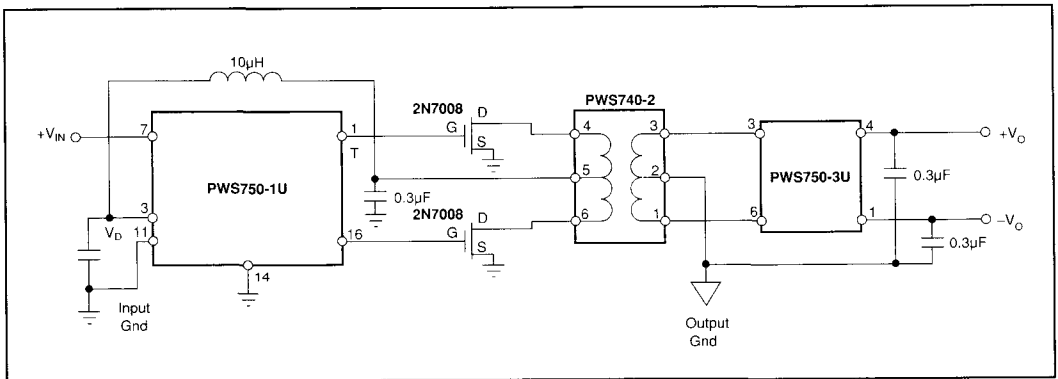 10µH
2N7008
D
G
S
PWS740-2
+V_IN
7
1
T
PWS750-1U
0.3µF
3
V_D
11
16
14
Input
Gnd
2N7008
D
G
S
4
3
5
2
6
1
3
4
PWS750-3U
6
1
+V_O
0.3µF
−V_O
0.3µF
Output
Gnd